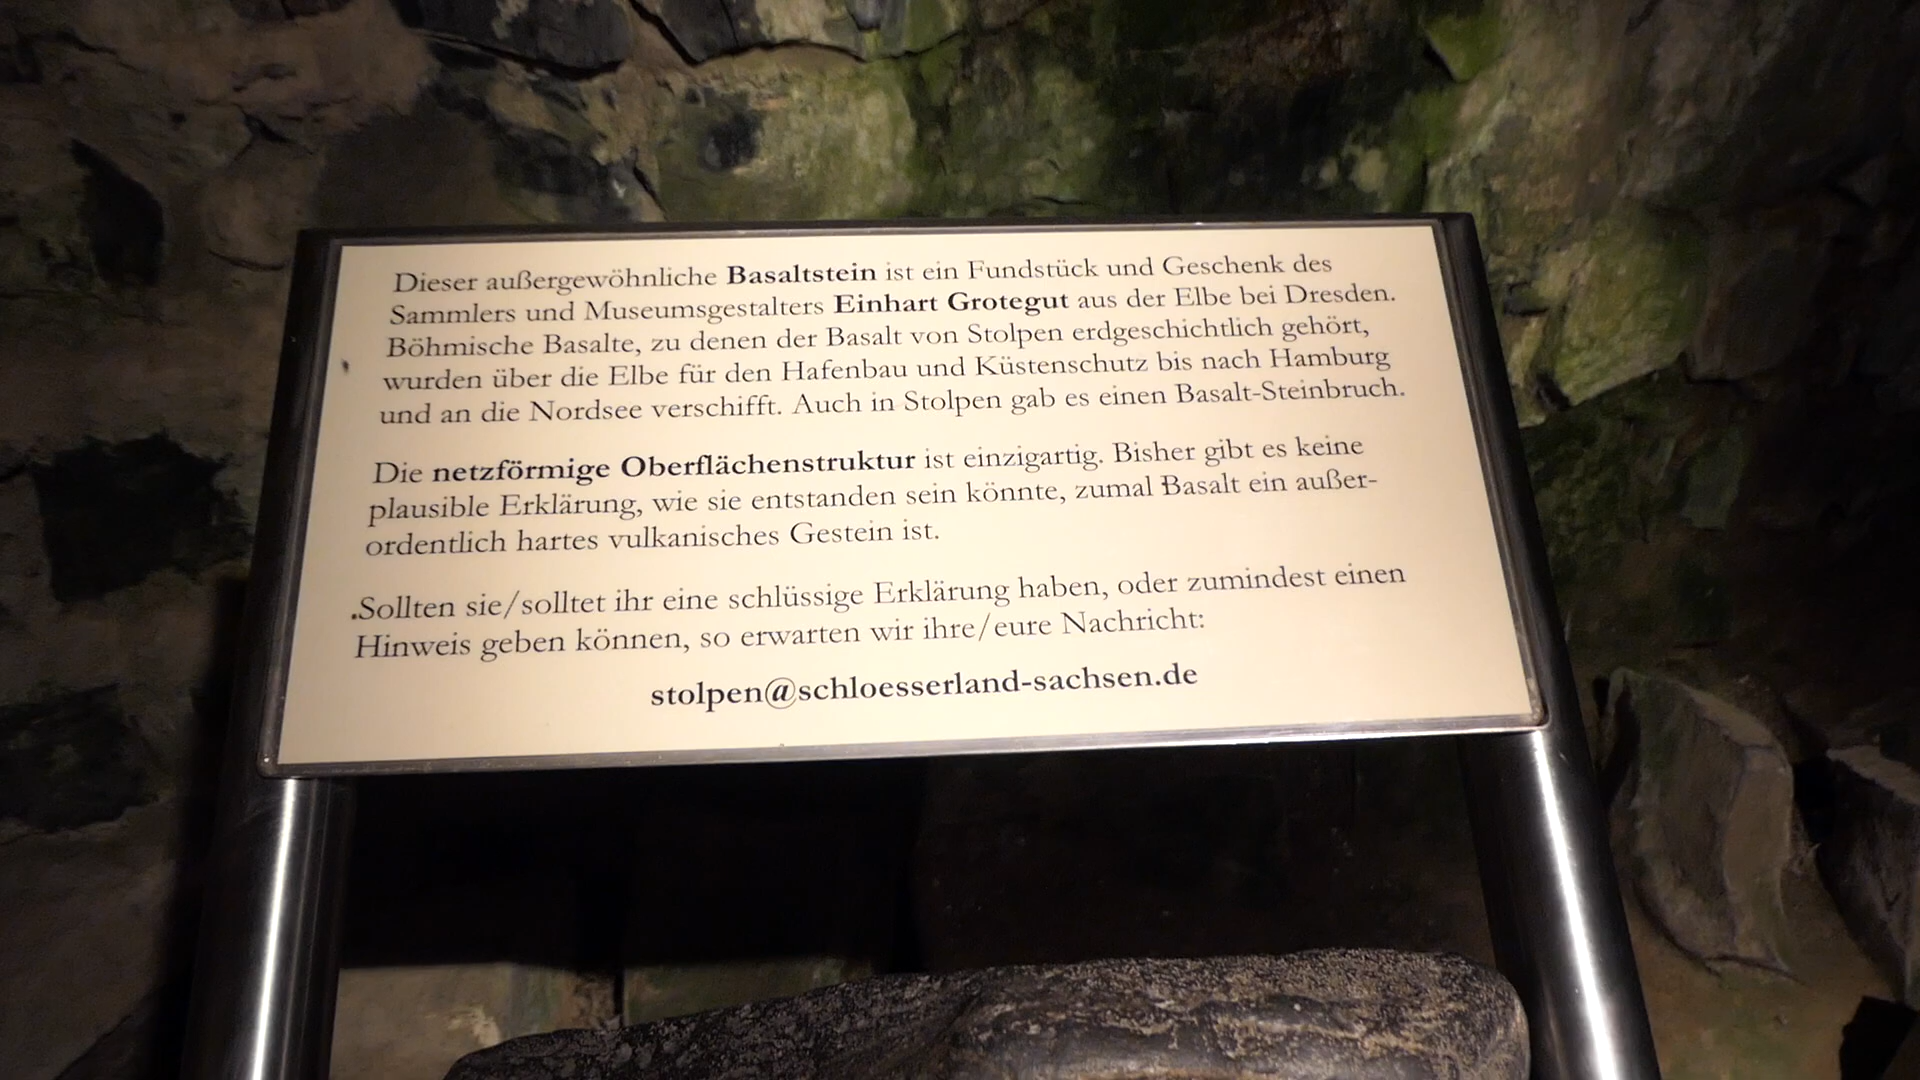 Dieser außergewöhnliche Basaltstein ist ein Fundstück und Geschenk des
Sammlers und Museumsgestalters Einhart Grotegut aus der Elbe bei Dresden.
Böhmische Basalte, zu denen der Basalt von Stolpen erdgeschichtlich gehört,
wurden über die Elbe für den Hafenbau und Küstenschutz bis nach Hamburg
und an die Nordsee verschifft. Auch in Stolpen gab es einen Basalt-Steinbruch.
Die netzförmige Oberflächenstruktur ist einzigartig. Bisher gibt es keine
plausible Erklärung, wie sie entstanden sein könnte, zumal Basalt ein außer-
ordentlich hartes vulkanisches Gestein ist.
.Sollten sie/solltet ihr eine schlüssige Erklärung haben, oder zumindest einen
Hinweis geben können, so erwarten wir ihre/eure Nachricht:
stolpen@schloesserland-sachsen.de